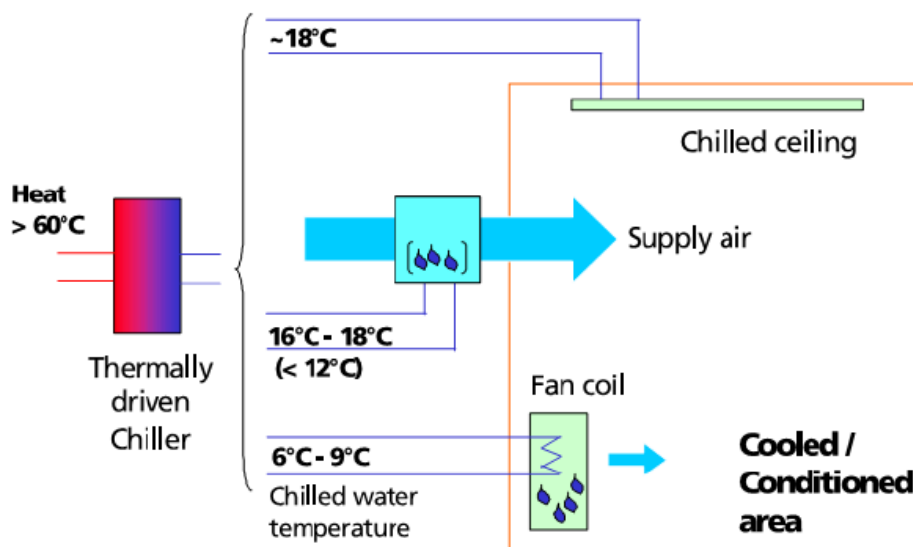 ~18°C
Chilled ceiling
Heat
> 60°C
Supply air
16°C - 18°C
(< 12°C)
Thermally
driven
Chiller
Fan coil
6°C - 9°C
Chilled water
temperature
Cooled /
Conditioned
area